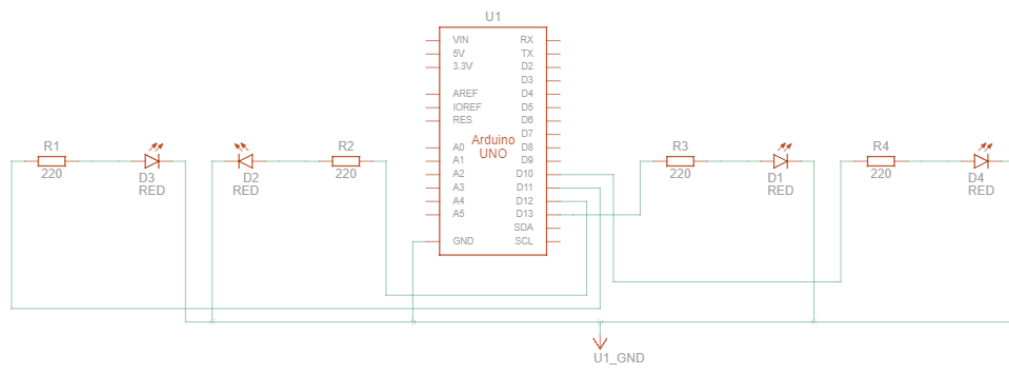 U1
VIN
5V
3.3V
AREF
IOREF
RES
A0
A1
A2
A3
A4
A5
GND
Arduino
UNO
RX
TX
D2
D3
D4
D5
D6
D7
D8
D9
D10
D11
D12
D13
SDA
SCL
R1
220
D3
RED
D2
RED
R2
220
R3
220
D1
RED
R4
220
D4
RED
U1_GND